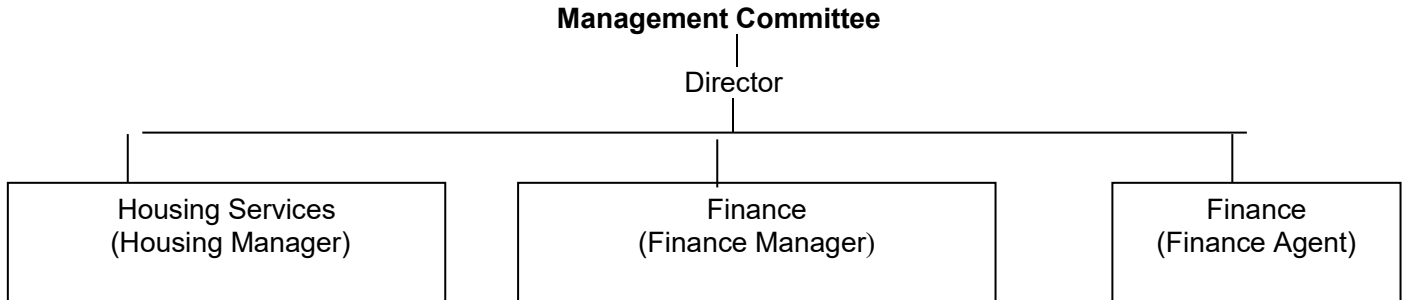 Management Committee
Director
Housing Services
(Housing Manager)
Finance
(Finance Manager)
Finance
(Finance Agent)